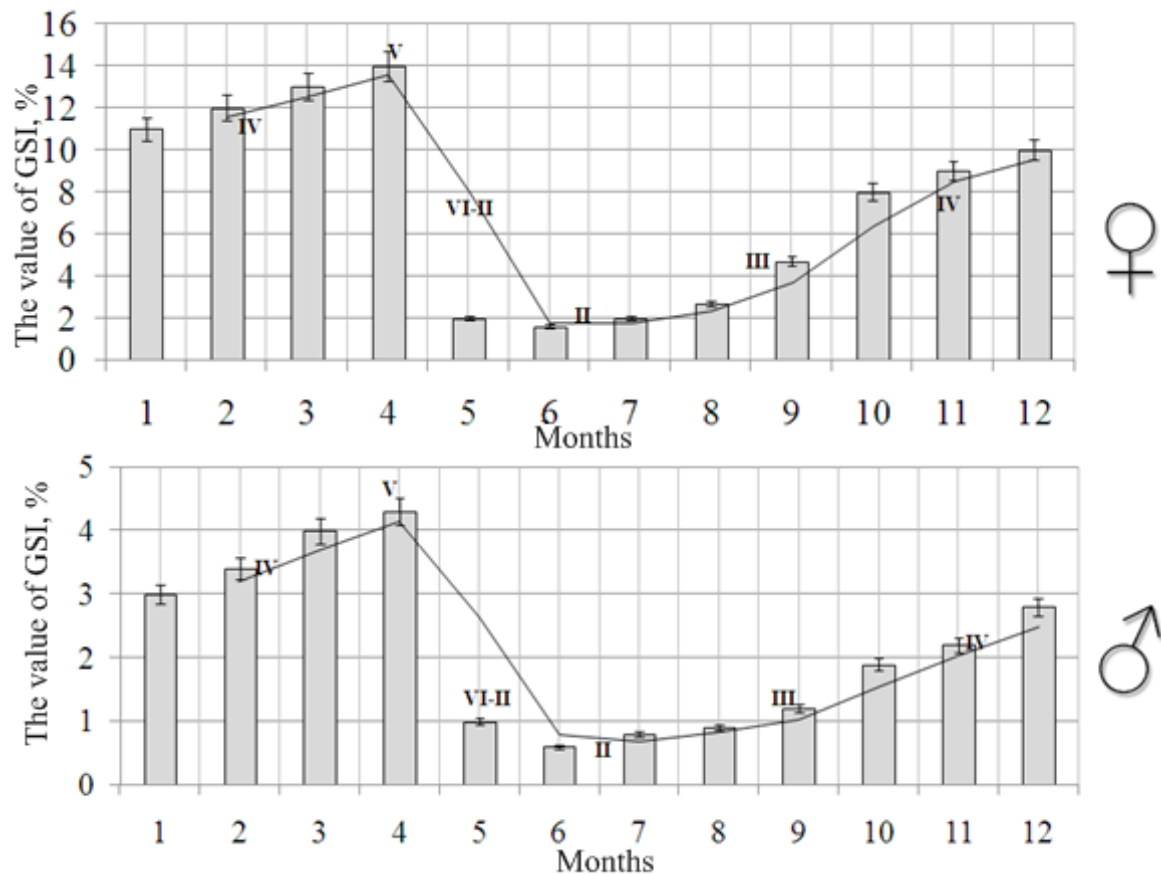 The value of GSI, %
16
14
12
10
8
6
4
2
0
IV
V
VI-II
II
III
IV
1 2 3 4 5 6 7 8 9 10 11 12
Months
♀
The value of GSI, %
5
4
3
2
1
0
IV
V
VI-II
II
III
IV
1 2 3 4 5 6 7 8 9 10 11 12
Months
♂